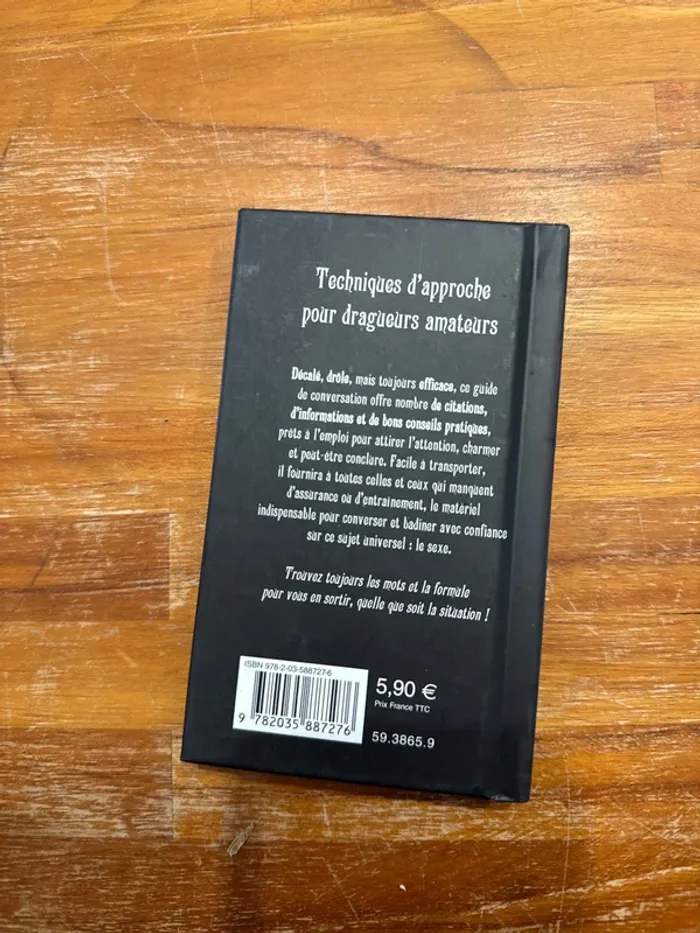 Techniques d'approche
pour dragueurs amateurs
Décalé, drôle, mais toujours efficace, ce guide
de conversation offre nombre de citations,
d'informations et de bons conseils pratiques,
prêts à l'emploi pour attirer l'attention, charmer
et peut-être conclure. Facile à transporter,
il fournira à toutes celles et ceux qui manquent
d'assurance ou d'entraînement, le matériel
indispensable pour converser et badiner avec confiance
sur ce sujet universel : le sexe.
Trouvez toujours les mots et la formule
pour vous en sortir, quelle que soit la situation !
ISBN 978-2-03-588727-6
9 782035 887276
5,90 €
Prix France TTC
59.3865.9